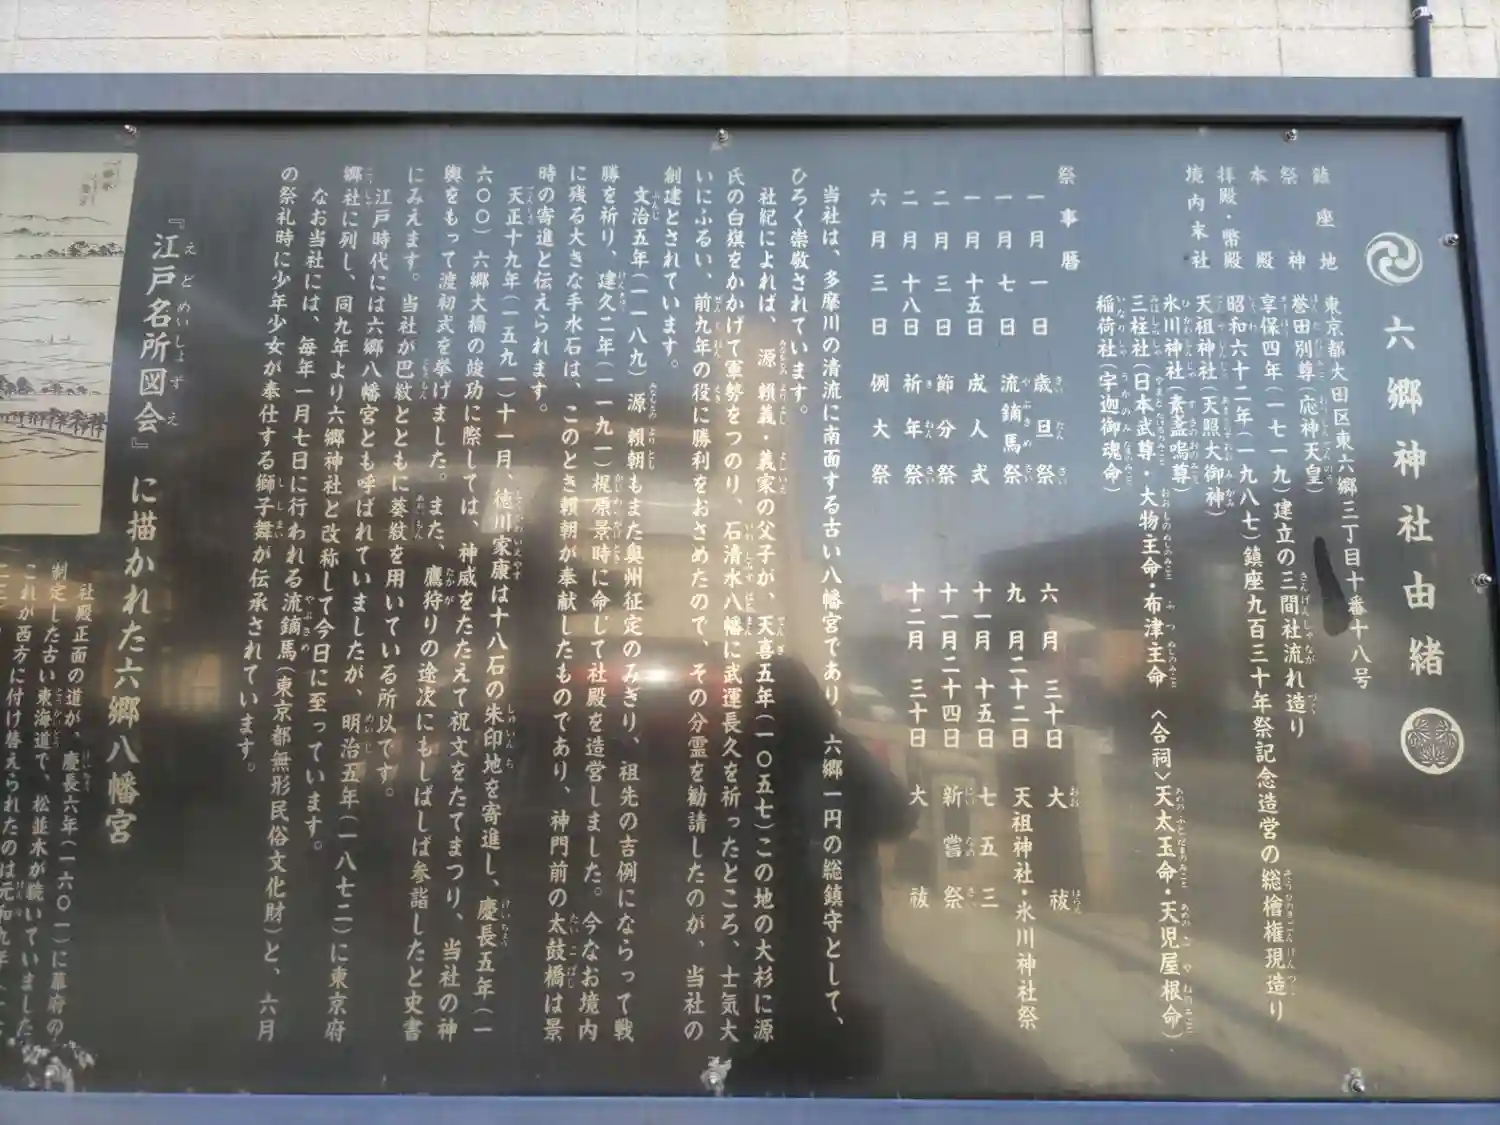 六郷神社由緒
鎮座地 東京都大田区東六郷三丁目十番十八号
祭神 誉田別尊(応神天皇)
本殿 享保四年(一七一九)建立の三間社流れ造り
拝殿・幣殿 昭和六十二年(一九八七)鎮座九百三十年祭記念造営の総檜権現造り
境内末社 天祖神社(天照大御神)
氷川神社(素盞嗚尊)
三柱社(日本武尊・大物主命・布津主命 〈合祠〉天太玉命・天児屋根命)
稲荷社(宇迦御魂命)
祭事暦
一月一日 歳旦祭
一月七日 流鏑馬祭
一月十五日 成人式
二月三日 節分祭
二月十八日 祈年祭
六月三日 例大祭
六月三十日 大祓
九月二十二日 天祖神社・氷川神社祭
十一月十五日 七五三
十一月二十四日 新嘗祭
十二月三十日 大祓
当社は、多摩川の清流に南面する古い八幡宮であり、六郷一円の総鎮守として、
ひろく崇敬されています。
社紀によれば、源頼義・義家の父子が、天喜五年(一〇五七)この地の大杉に源
氏の白旗をかかげて軍勢をつのり、石清水八幡に武運長久を祈ったところ、士気大
いにふるい、前九年の役に勝利をおさめたので、その分霊を勧請したのが、当社の
創建とされています。
文治五年(一一八九)源頼朝もまた奥州征定のみぎり、祖先の吉例にならって戦
勝を祈り、建久二年(一一九一)梶原景時に命じて社殿を造営しました。今なお境内
に残る大きな手水石は、このとき頼朝が奉献したものであり、神門前の太鼓橋は景
時の寄進と伝えられます。
天正十九年(一五九一)十一月、徳川家康は十八石の朱印地を寄進し、慶長五年(一
六〇〇)六郷大橋の竣功に際しては、神威をたたえて祝文をたてまつり、当社の神
輿をもって渡初式を挙げました。また、鷹狩りの途次にもしばしば参詣したと史書
にみえます。当社が巴紋とともに葵紋を用いている所以です。
江戸時代には六郷八幡宮とも呼ばれていましたが、明治五年(一八七二)に東京府
郷社に列し、同九年より六郷神社と改称して今日に至っています。
なお当社には、毎年一月七日に行われる流鏑馬(東京都無形民俗文化財)と、六月
の祭礼時に少年少女が奉仕する獅子舞が伝承されています。
『江戸名所図会』に描かれた六郷八幡宮
社殿正面の道が、慶長六年(一六〇一)に幕府の
制定した古い東海道で、松並木が続いていました
これが西方に付け替えられたのは元和九年